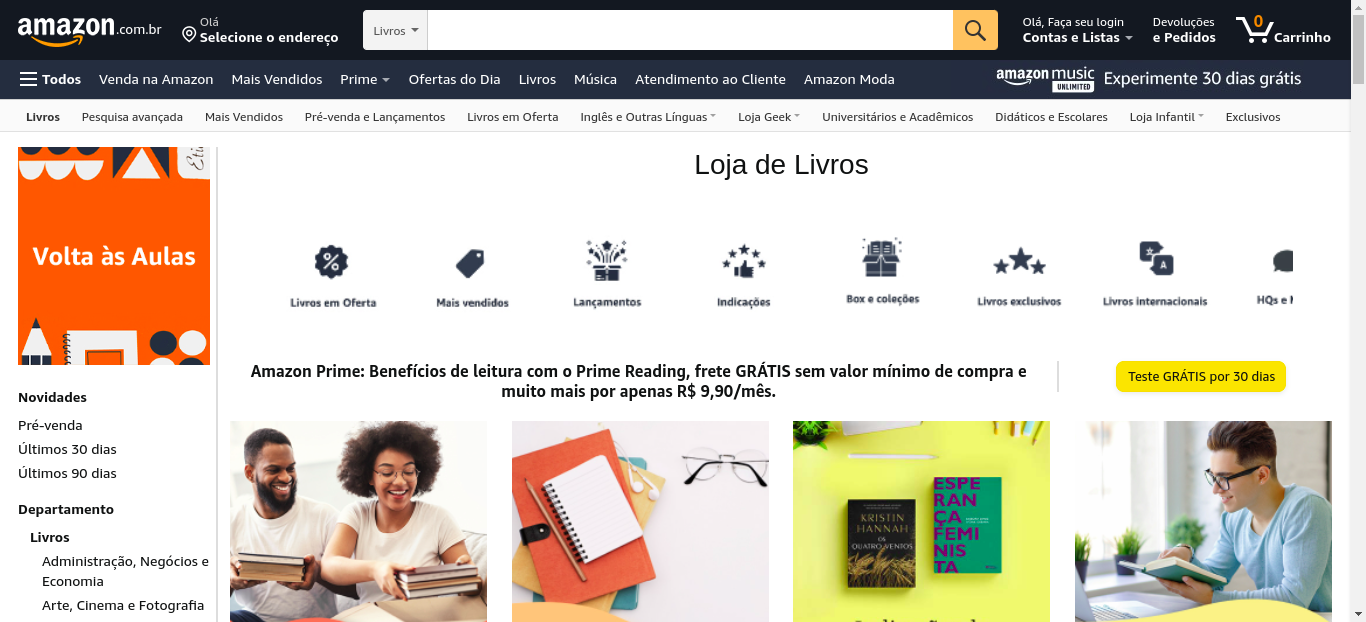 amazon.com.br
Olá
Selecione o endereço
Livros
Olá, Faça seu login
Contas e Listas
Devoluções
e Pedidos
0
Carrinho
Todos
Venda na Amazon
Mais Vendidos
Prime
Ofertas do Dia
Livros
Música
Atendimento ao Cliente
Amazon Moda
amazon music
UNLIMITED
Experimente 30 dias grátis
Livros
Pesquisa avançada
Mais Vendidos
Pré-venda e Lançamentos
Livros em Oferta
Inglês e Outras Línguas
Loja Geek
Universitários e Acadêmicos
Didáticos e Escolares
Loja Infantil
Exclusivos
Volta às Aulas
Novidades
Pré-venda
Últimos 30 dias
Últimos 90 dias
Departamento
Livros
Administração, Negócios e
Economia
Arte, Cinema e Fotografia
Loja de Livros
Livros em Oferta
Mais vendidos
Lançamentos
Indicações
Box e coleções
Livros exclusivos
Livros internacionais
HQs e
Amazon Prime: Benefícios de leitura com o Prime Reading, frete GRÁTIS sem valor mínimo de compra e
muito mais por apenas R$ 9,90/mês.
Teste GRÁTIS por 30 dias
KRISTIN
HANNAH
OS
QUATRO VENTOS
ESPE
RAN
ÇA
FEMI
NIS
TA